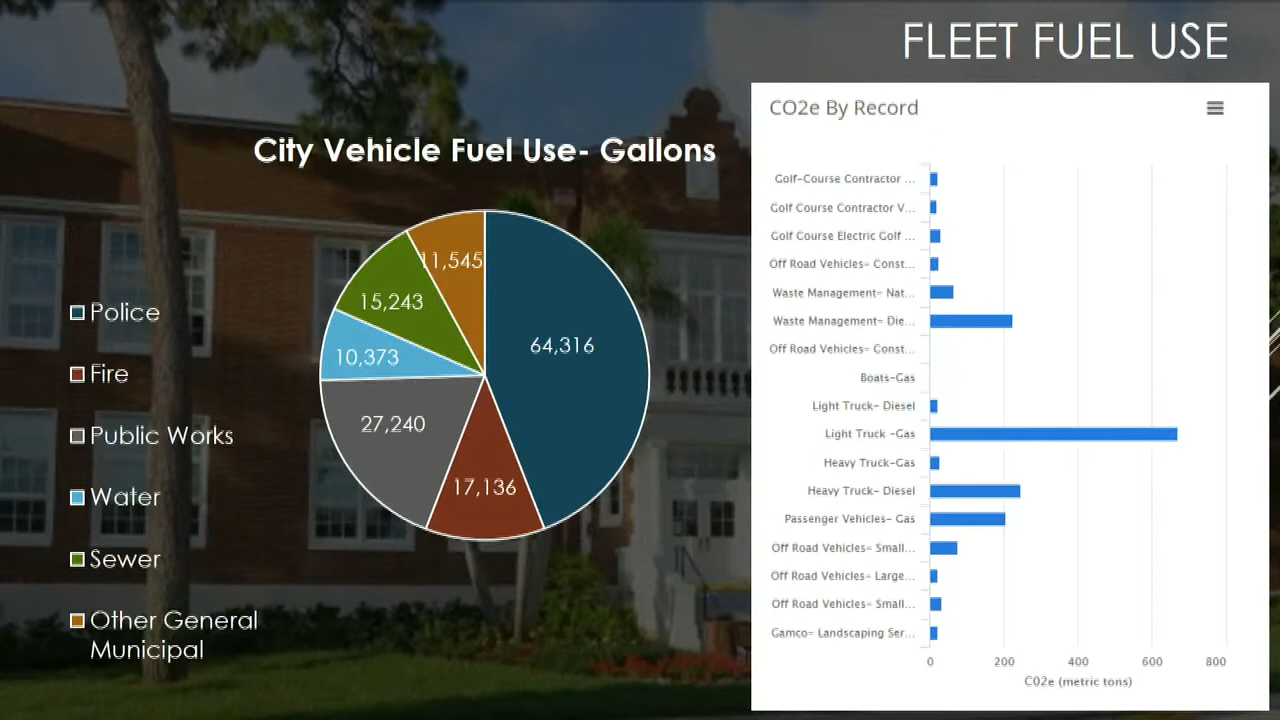 FLEET FUEL USE
City Vehicle Fuel Use- Gallons
11,545
15,243
64,316
10,373
27,240
17,136
Police
Fire
Public Works
Water
Sewer
Other General
Municipal
CO2e By Record
Golf-Course Contractor ...
Golf Course Contractor V...
Golf Course Electric Golf ...
Off Road Vehicles- Const...
Waste Management- Nat...
Waste Management- Die...
Off Road Vehicles- Const...
Boats-Gas
Light Truck- Diesel
Light Truck -Gas
Heavy Truck-Gas
Heavy Truck- Diesel
Passenger Vehicles- Gas
Off Road Vehicles- Small...
Off Road Vehicles- Large...
Off Road Vehicles- Small...
Gamco- Landscaping Ser...
0 200 400 600 800
C02e (metric tons)